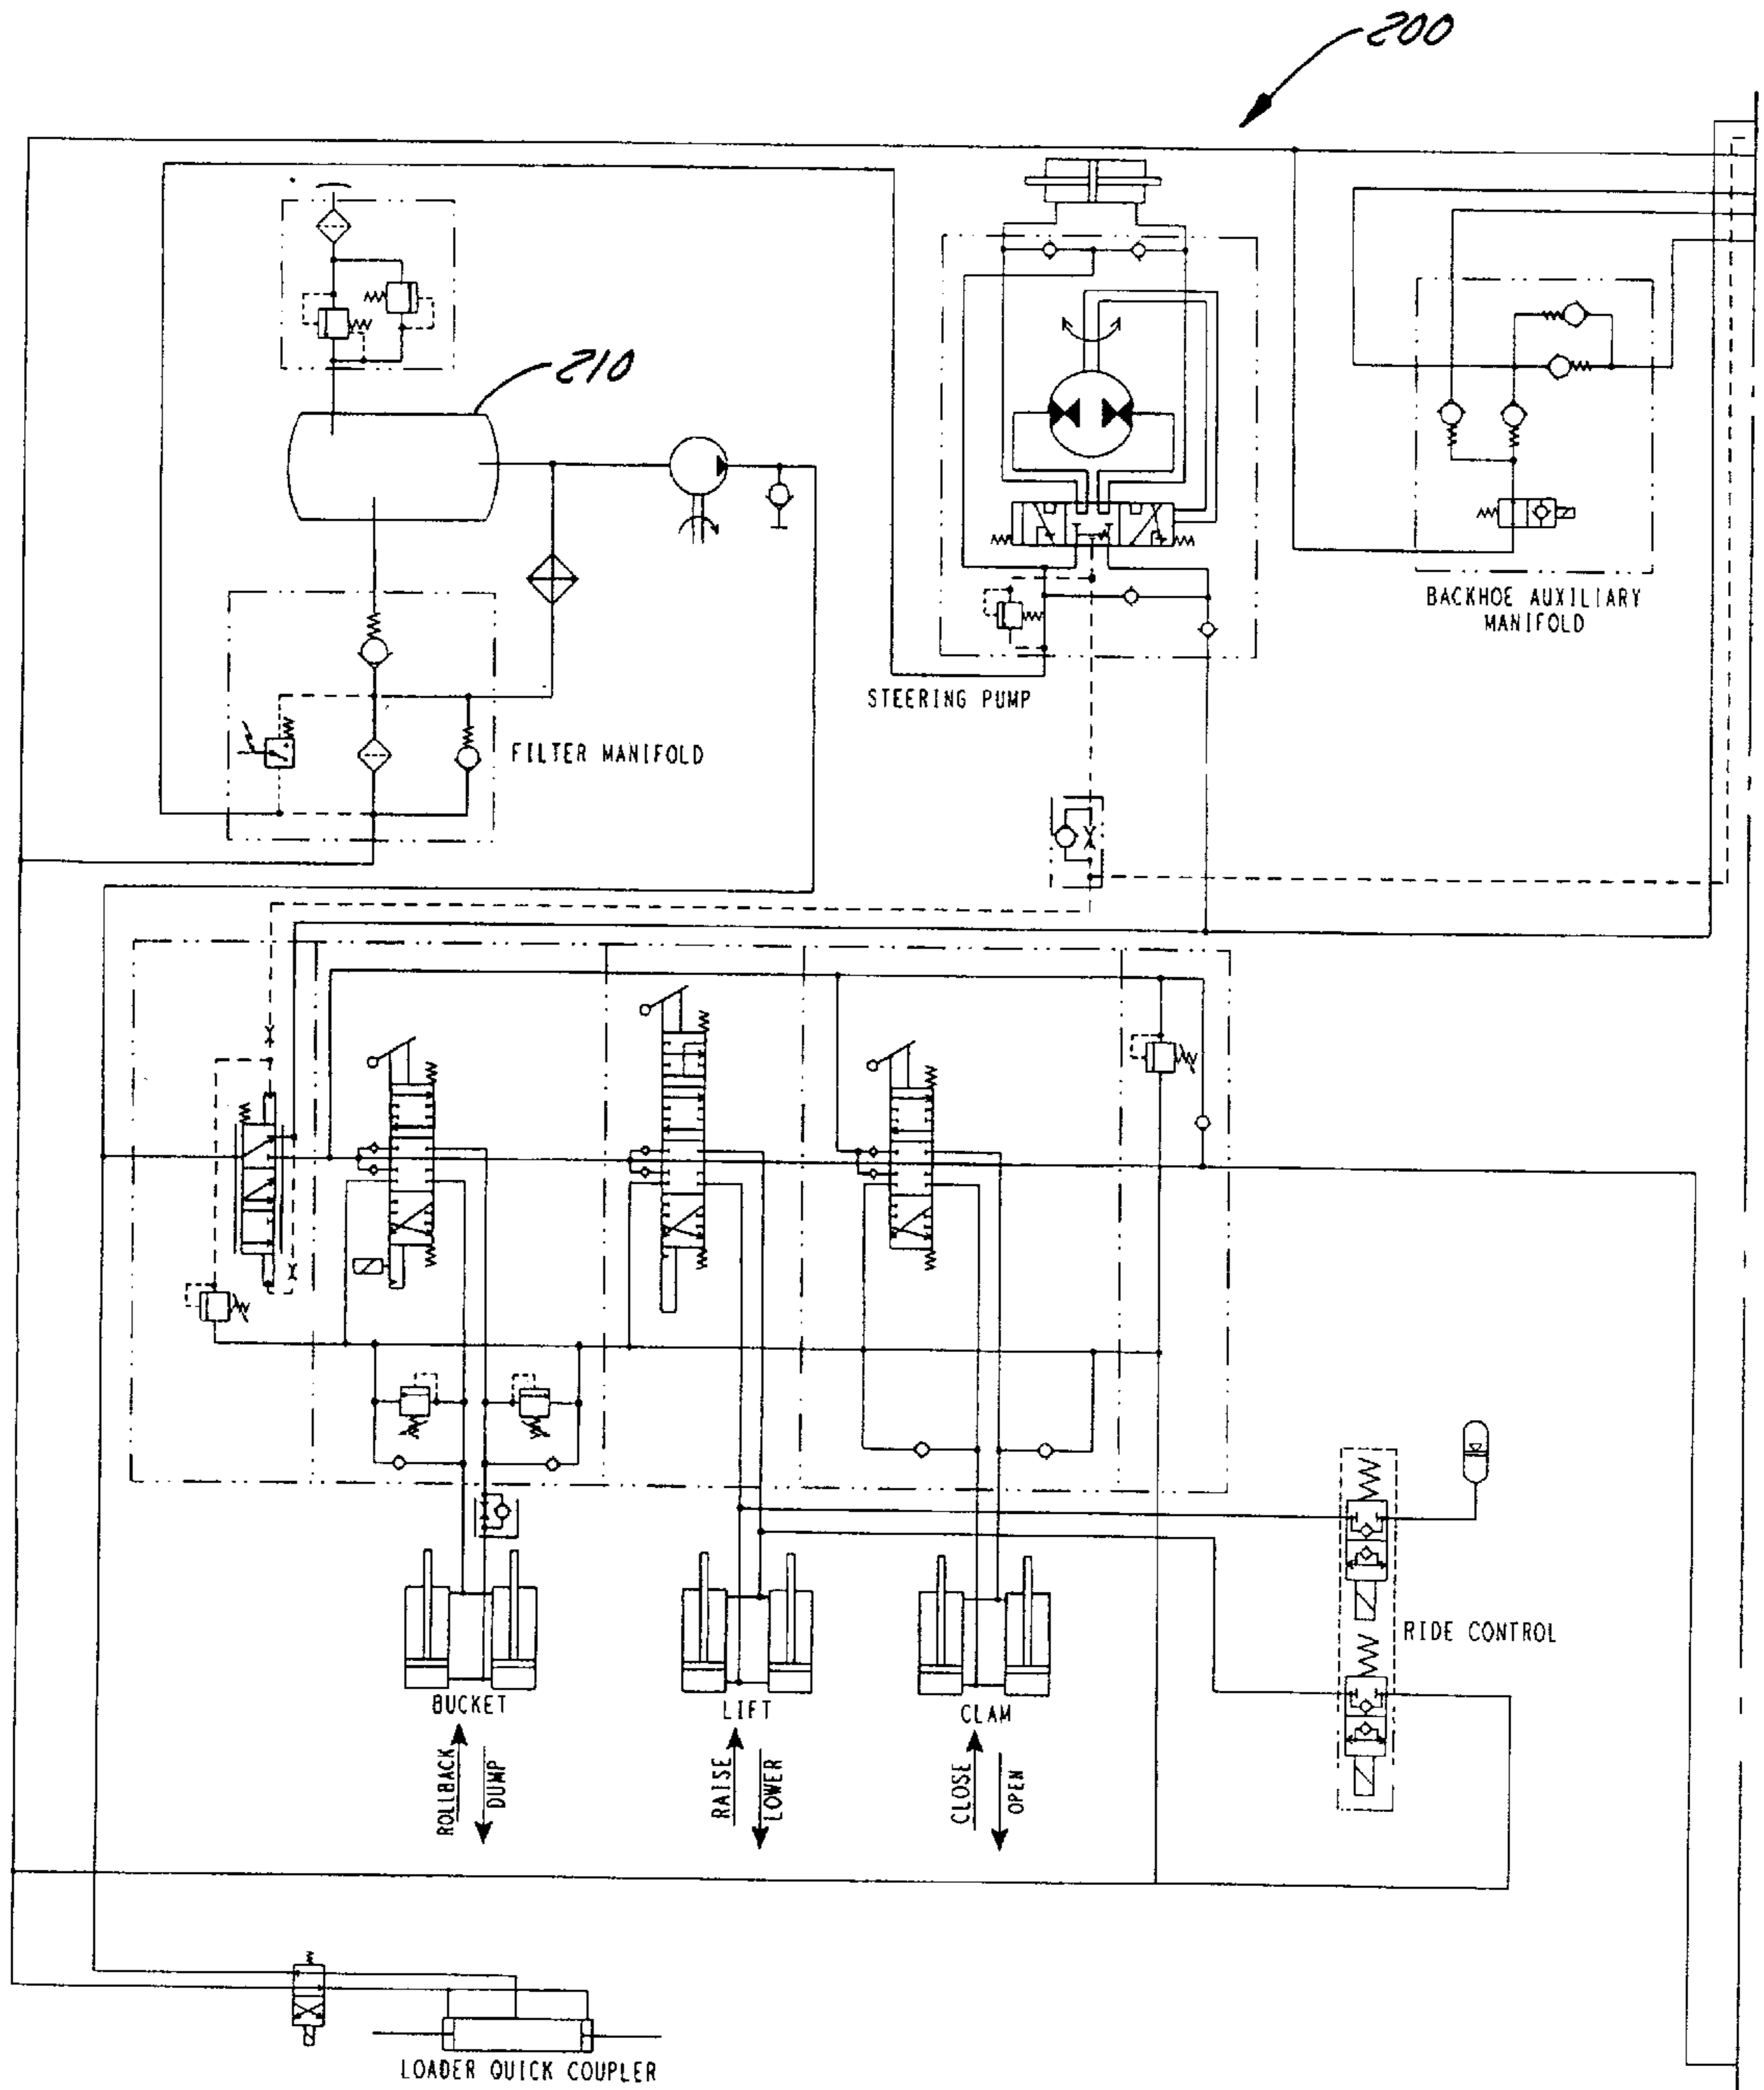 200
210
BACKHOE AUXILIARY
MANIFOLD
STEERING PUMP
FILTER MANIFOLD
RIDE CONTROL
BUCKET
LIFT
CLAM
ROLLBACK
DUMP
RAISE
LOWER
CLOSE
OPEN
LOADER QUICK COUPLER